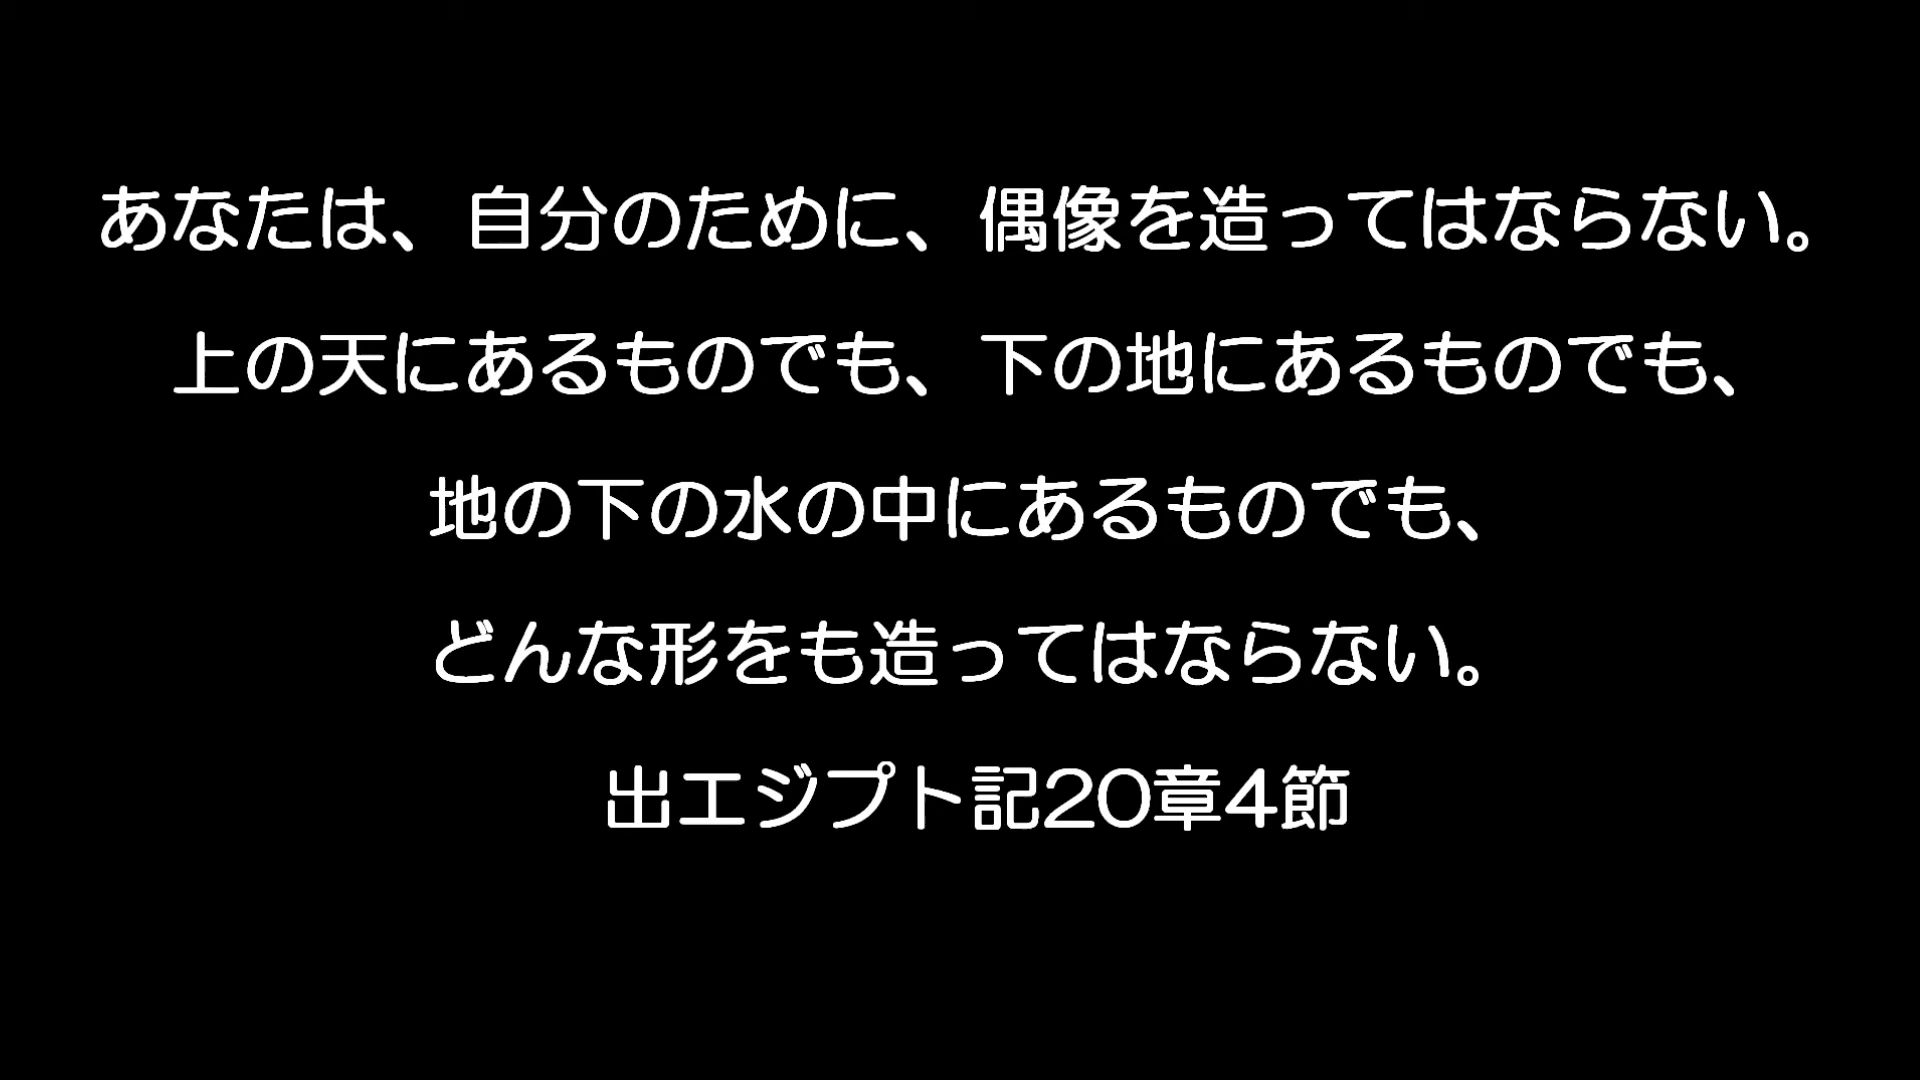 あなたは、自分のために、偶像を造ってはならない。
上の天にあるものでも、下の地にあるものでも、
地の下の水の中にあるものでも、
どんな形をも造ってはならない。
出エジプト記20章4節